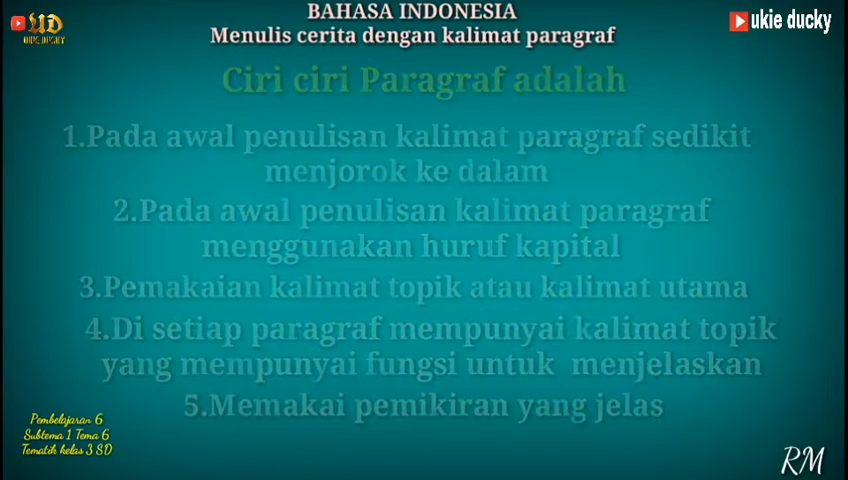 BAHASA INDONESIA
Menulis cerita dengan kalimat paragraf
UD
UKIE DUCKY
ukie ducky
Ciri ciri Paragraf adalah
1.Pada awal penulisan kalimat paragraf sedikit
menjorok ke dalam
2.Pada awal penulisan kalimat paragraf
menggunakan huruf kapital
3.Pemakaian kalimat topik atau kalimat utama
4.Di setiap paragraf mempunyai kalimat topik
yang mempunyai fungsi untuk menjelaskan
5.Memakai pemikiran yang jelas
Pembelajaran 6
Subtema 1 Tema 6
Tematik kelas 3 SD
RM